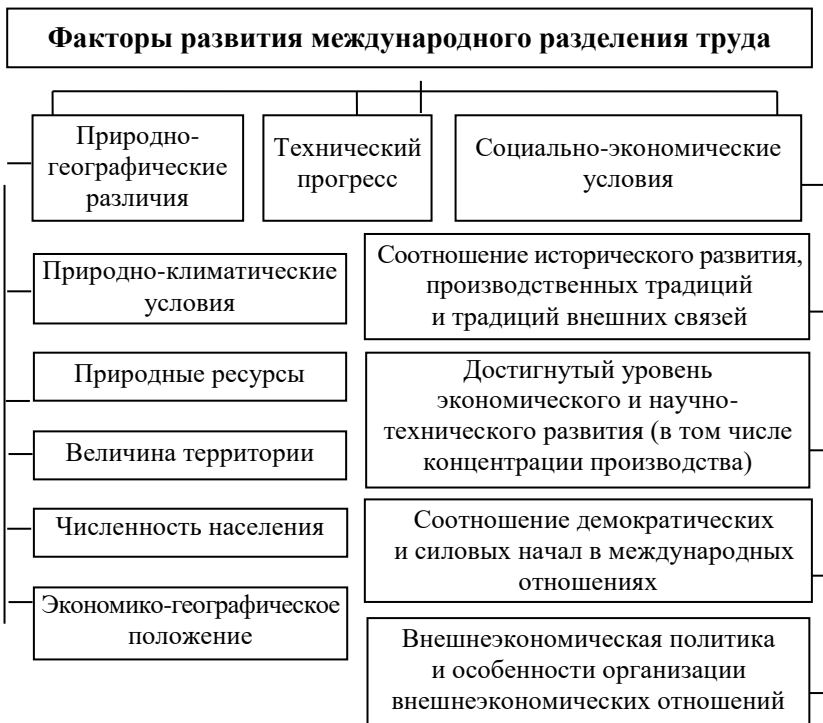 Факторы развития международного разделения труда
Природно-
географические
различия
Технический
прогресс
Социально-экономические
условия
Природно-климатические
условия
Природные ресурсы
Величина территории
Численность населения
Экономико-географическое
положение
Соотношение исторического развития,
производственных традиций
и традиций внешних связей
Достигнутый уровень
экономического и научно-
технического развития (в том числе
концентрации производства)
Соотношение демократических
и силовых начал в международных
отношениях
Внешнеэкономическая политика
и особенности организации
внешнеэкономических отношений